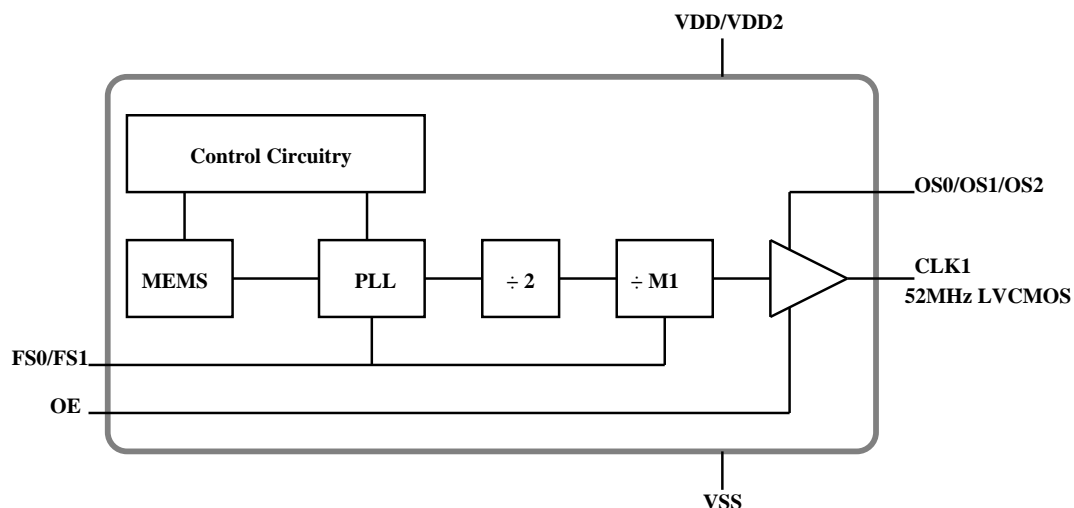 VDD/VDD2
Control Circuitry
OS0/OS1/OS2
MEMS
PLL
÷ 2
÷ M1
CLK1
52MHz LVCMOS
FS0/FS1
OE
VSS